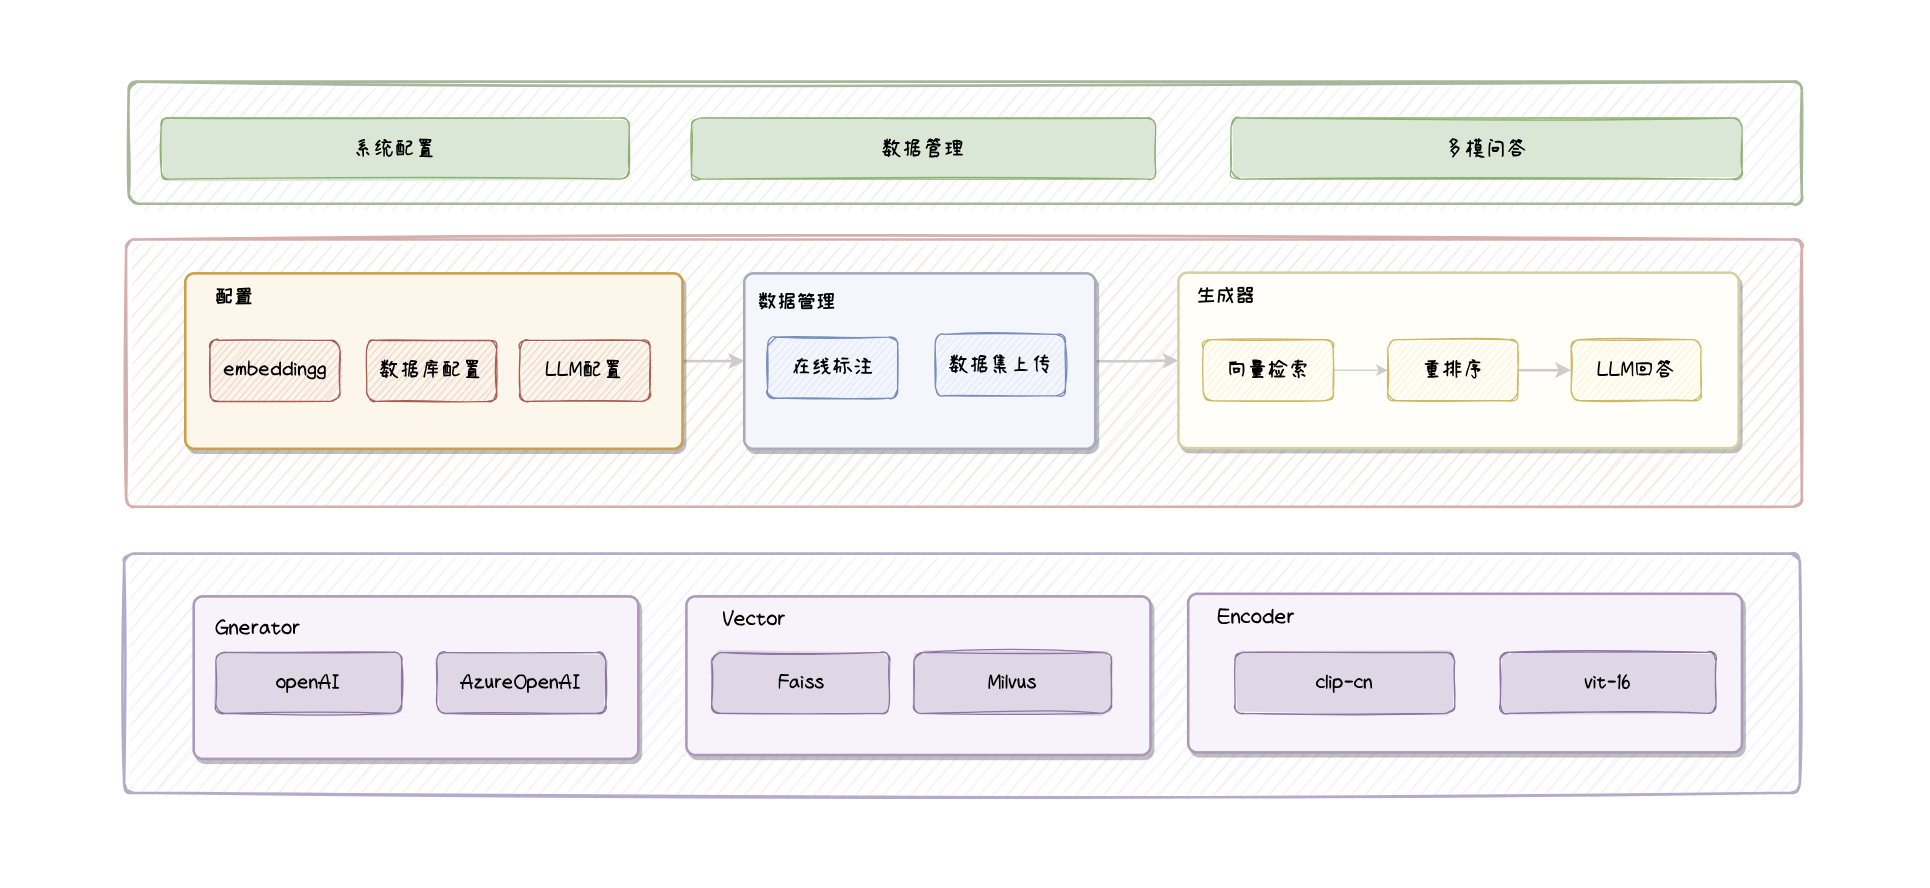 系统配置
数据管理
多模问答
配置
embeddingg
数据库配置
LLM配置
数据管理
在线标注
数据集上传
生成器
向量检索
重排序
LLM回答
Gnerator
openAI
AzureOpenAI
Vector
Faiss
Milvus
Encoder
clip-cn
vit-16